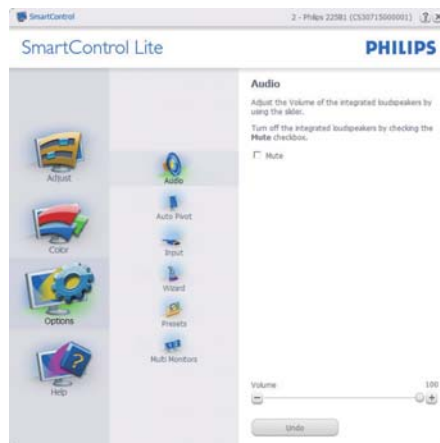 SmartControl
2 - Philips 225B1 (CS30715000001)
SmartControl Lite
PHILIPS
Adjust
Color
Options
Help
Audio
Auto Pivot
Input
Wizard
Presets
Multi Monitors
Audio
Adjust the Volume of the integrated loudspeakers by
using the slider.
Turn off the integrated loudspeakers by checking the
Mute checkbox.
Mute
Volume
100
Undo